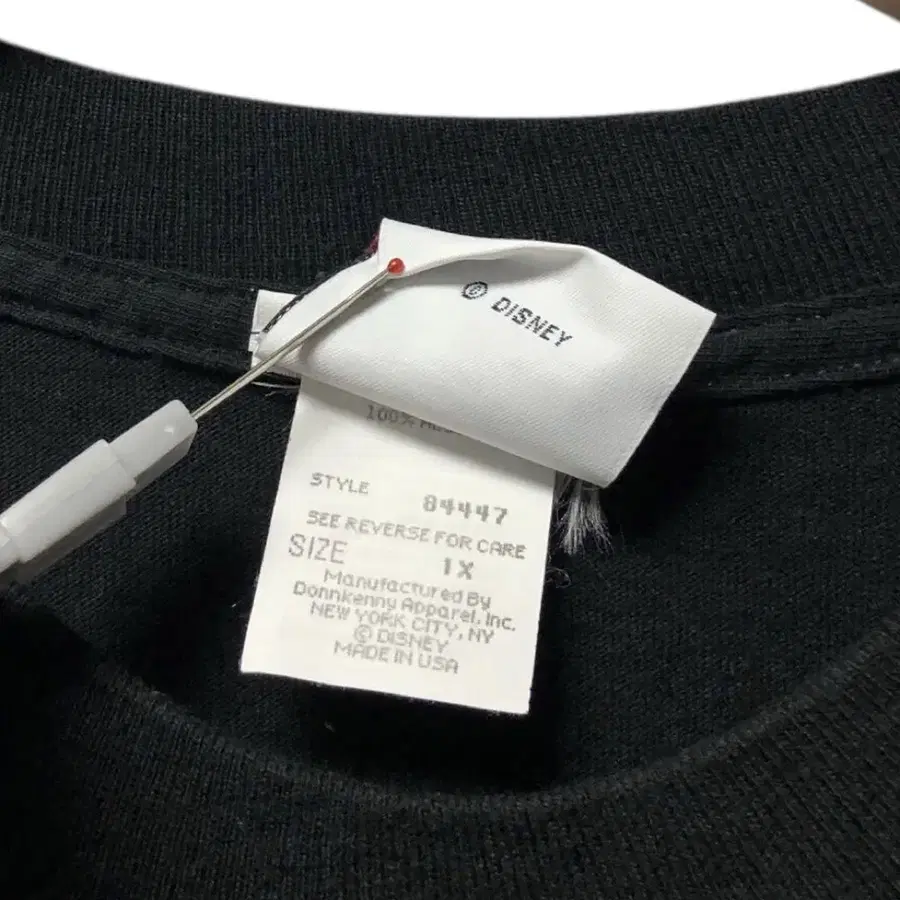 © DISNEY
100%
STYLE 84447
SEE REVERSE FOR CARE
SIZE 1X
Manufactured By
Donnkenny Apparel, Inc.
NEW YORK CITY, NY
© DISNEY
MADE IN USA